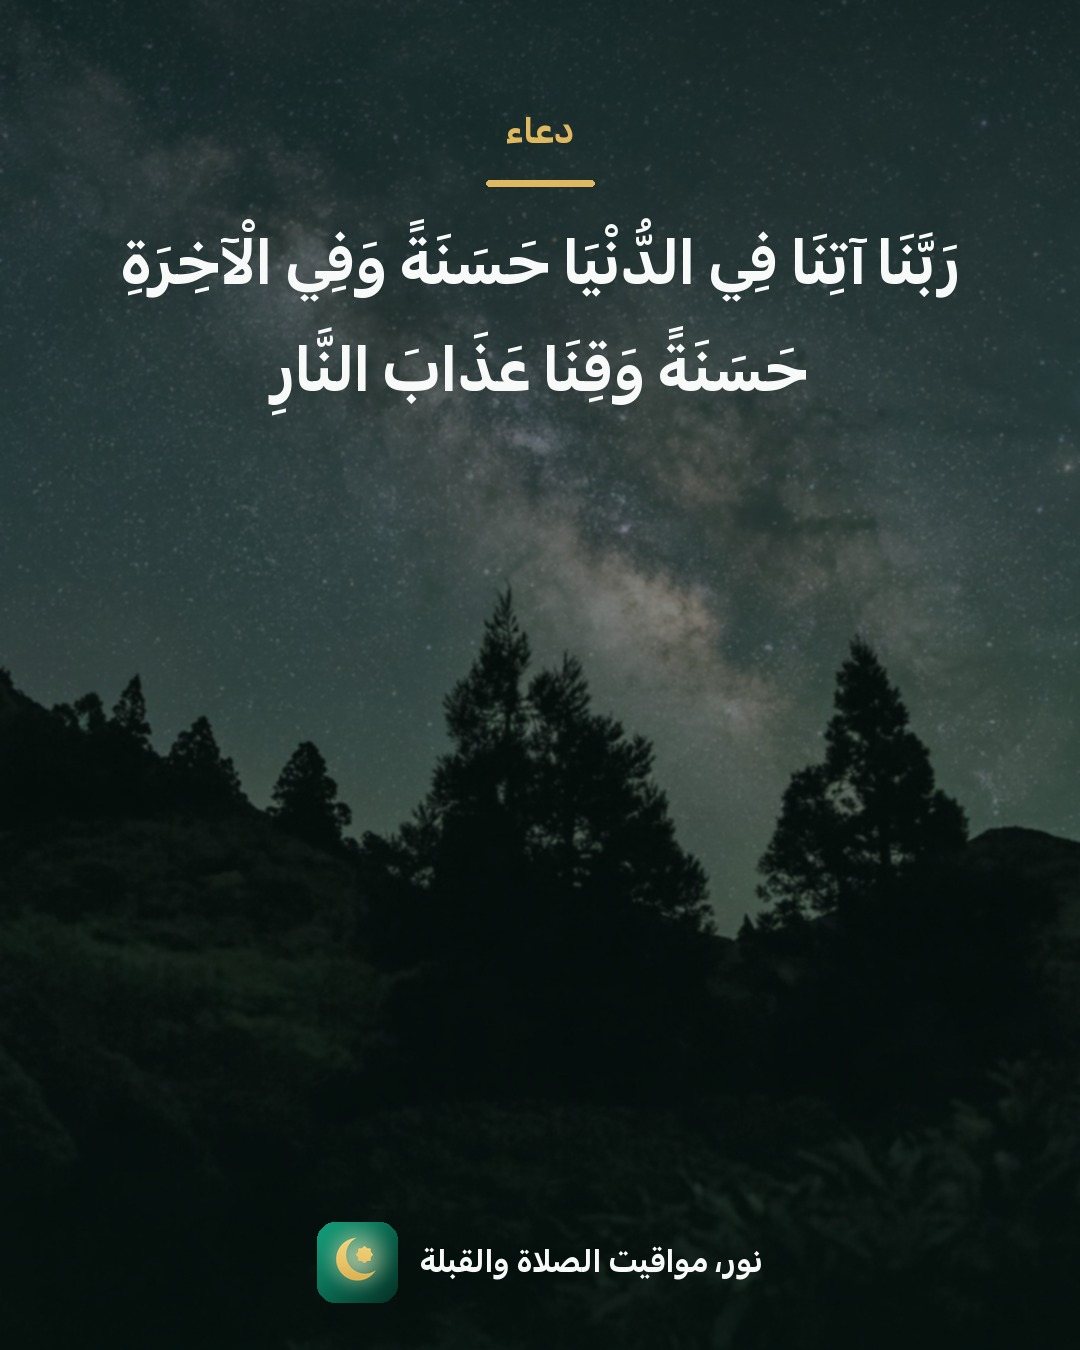 دعاء
رَبَّنَا آتِنَا فِي الدُّنْيَا حَسَنَةً وَفِي الْآخِرَةِ
حَسَنَةً وَقِنَا عَذَابَ النَّارِ
نور، مواقيت الصلاة والقبلة